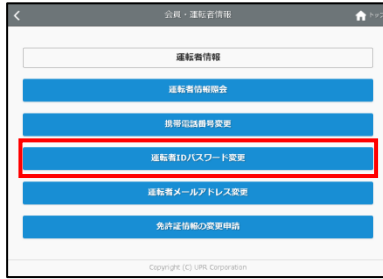 会員・運転者情報
トップ
運転者情報
運転者情報照会
携帯電話番号変更
運転者IDパスワード変更
運転者メールアドレス変更
免許証情報の変更申請
Copyright (C) UPR Corporation